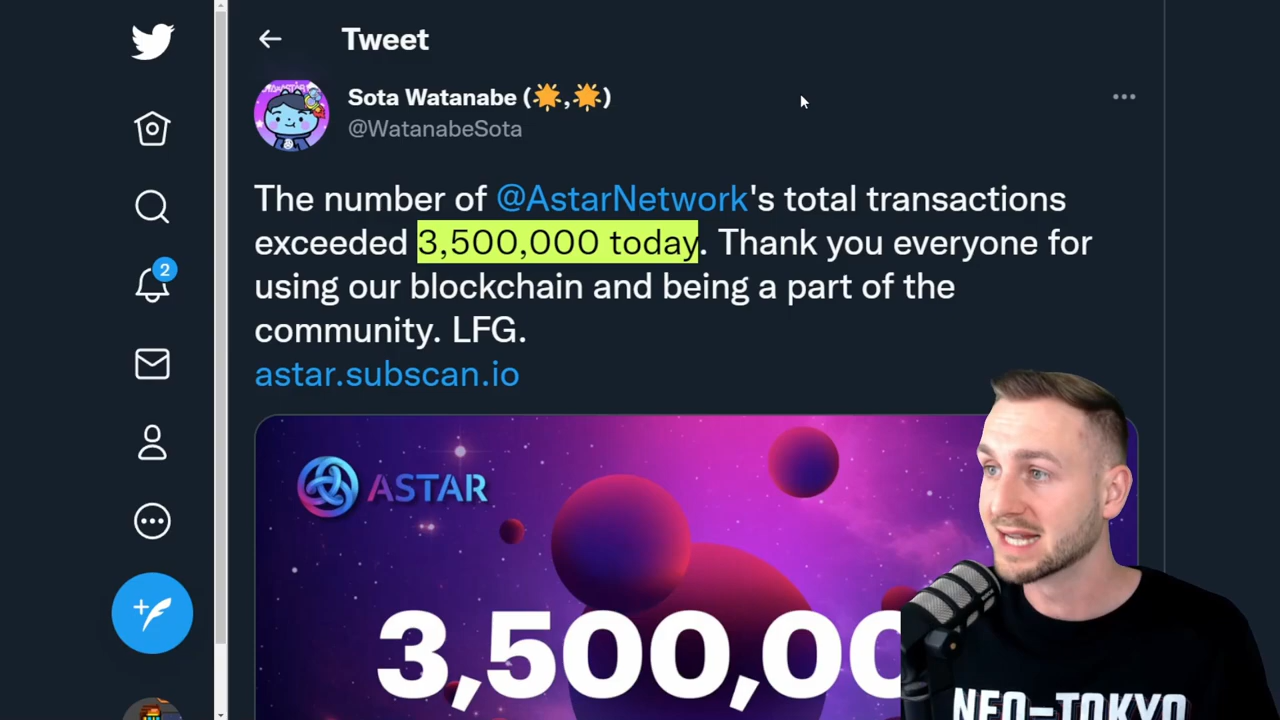 Tweet
Sota Watanabe (🌟,🌟)
@WatanabeSota
The number of @AstarNetwork's total transactions
exceeded 3,500,000 today. Thank you everyone for
using our blockchain and being a part of the
community. LFG.
astar.subscan.io
2
ASTAR
3,500,00
NEO-TOKYO